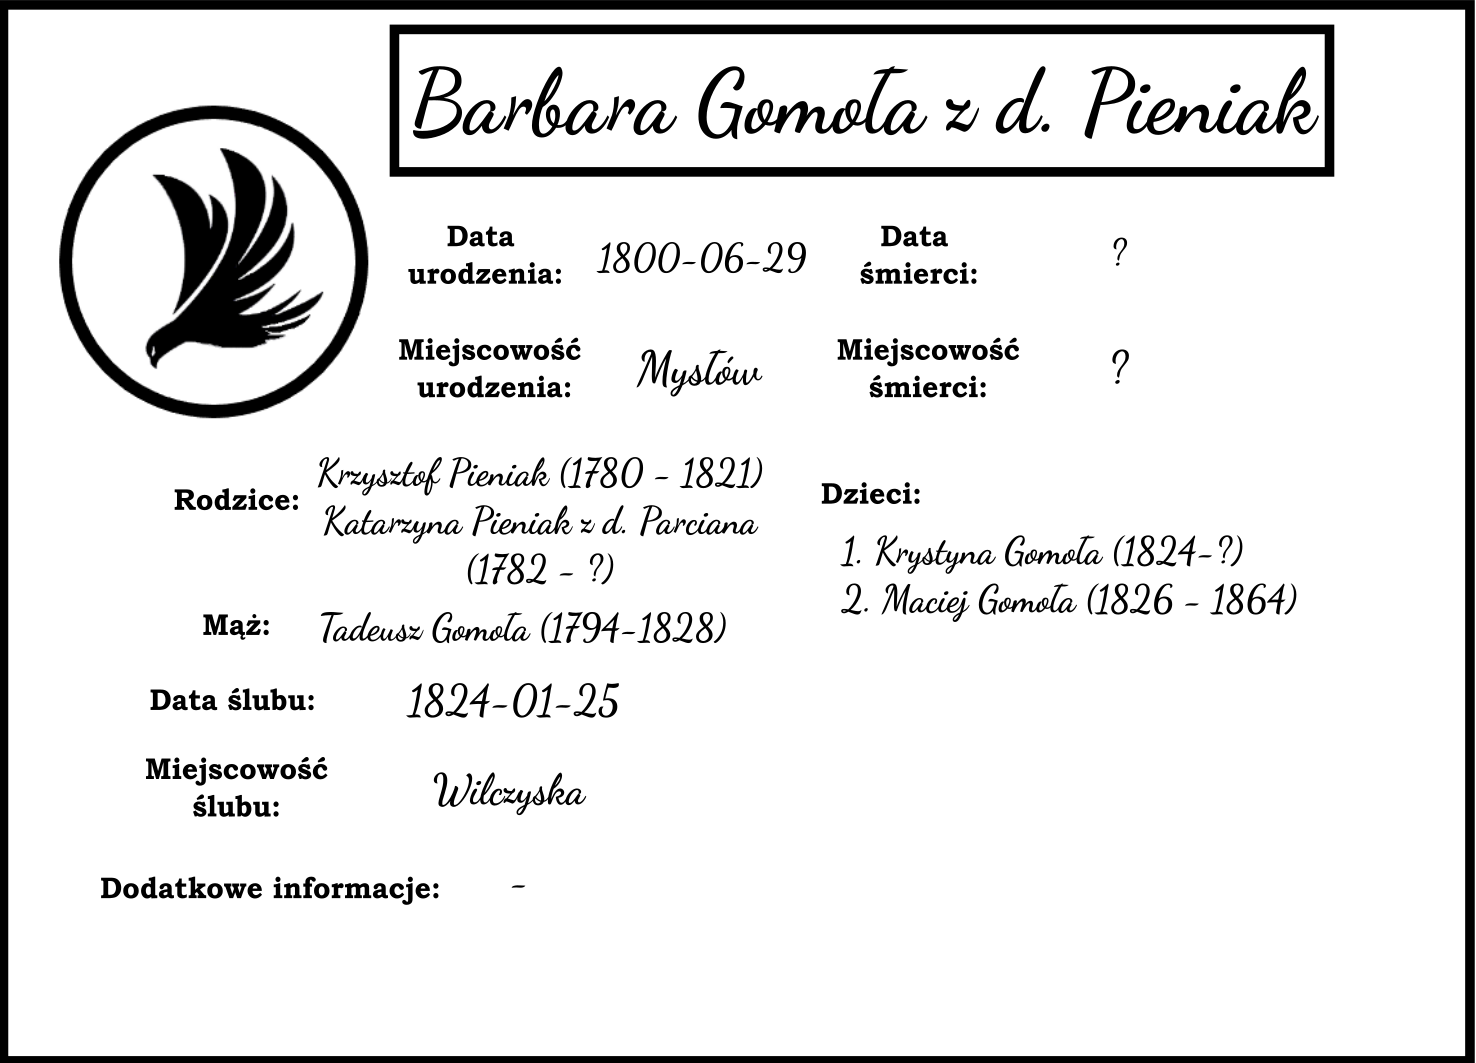 Barbara Gomoła z d. Pieniak
Data
urodzenia:
1800-06-29
Data
śmierci:
?
Miejscowość
urodzenia:
Mysłów
Miejscowość
śmierci:
?
Rodzice:
Krzysztof Pieniak (1780 - 1821)
Katarzyna Pieniak z d. Parciana
(1782 - ?)
Mąż:
Tadeusz Gomoła (1794-1828)
Data ślubu:
1824-01-25
Miejscowość
ślubu:
Wilczyska
Dzieci:
1. Krystyna Gomoła (1824-?)
2. Maciej Gomoła (1826 - 1864)
Dodatkowe informacje:
-